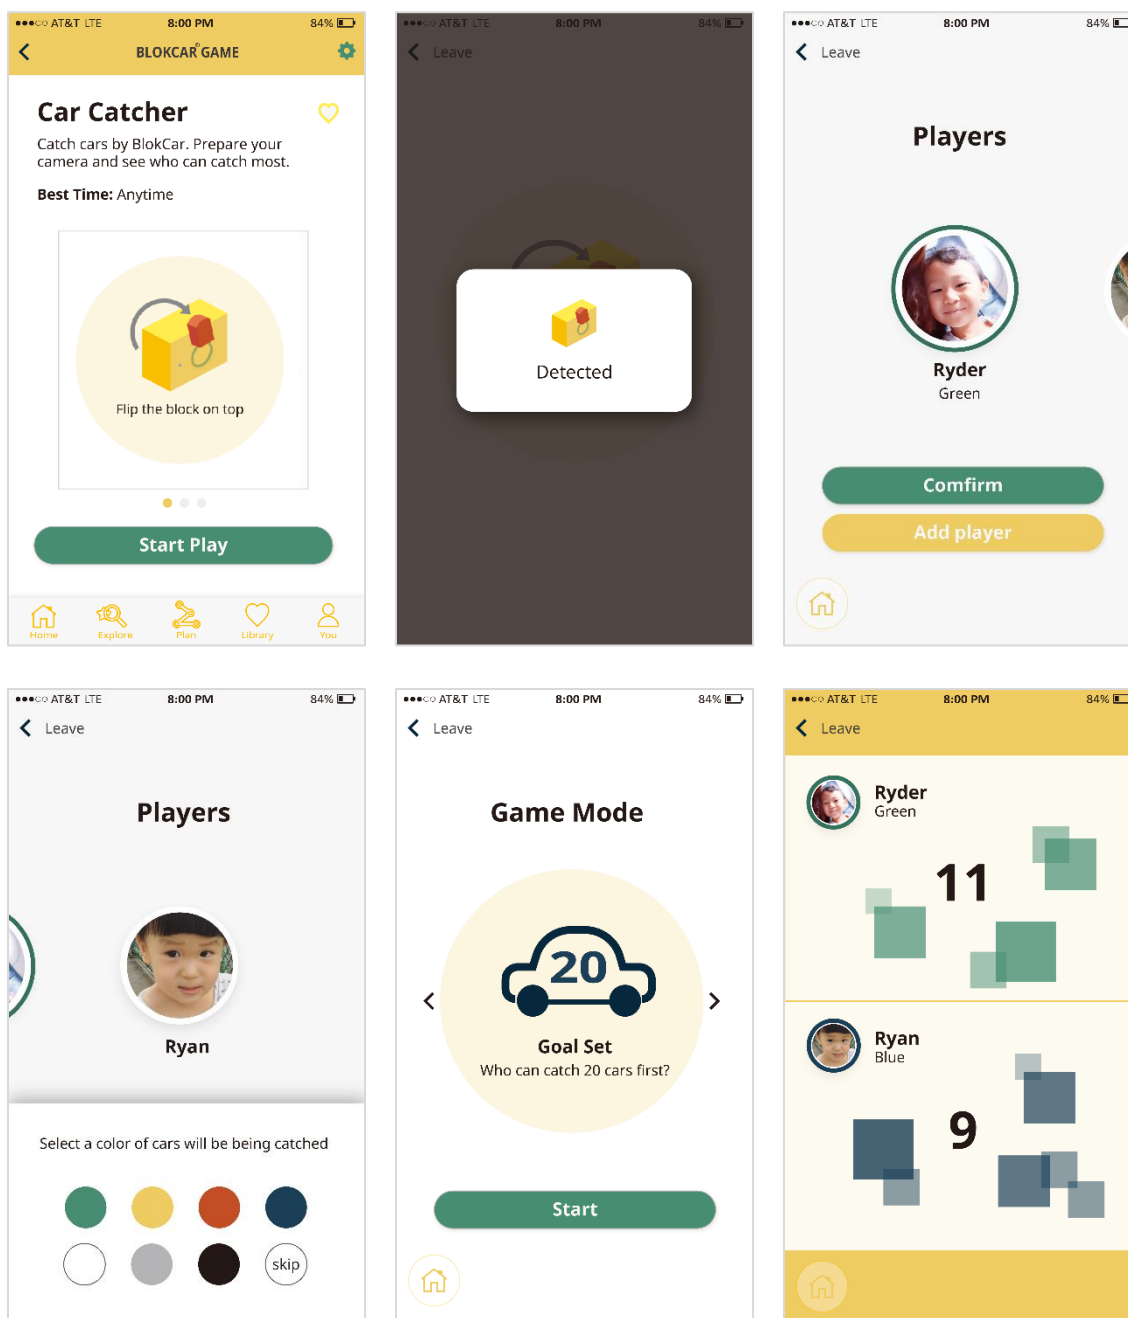 AT&T LTE 8:00 PM 84%
BLOKCAR® GAME
Car Catcher
Catch cars by BlokCar. Prepare your
camera and see who can catch most.
Best Time: Anytime
Flip the block on top
Start Play
Home Explore Plan Library You
AT&T LTE 8:00 PM 84%
Leave
Detected
AT&T LTE 8:00 PM 84%
Leave
Players
Ryder
Green
Comfirm
Add player
AT&T LTE 8:00 PM 84%
Leave
Players
Ryan
Select a color of cars will be being catched
skip
AT&T LTE 8:00 PM 84%
Leave
Game Mode
20
Goal Set
Who can catch 20 cars first?
Start
AT&T LTE 8:00 PM 84%
Leave
Ryder
Green
11
Ryan
Blue
9